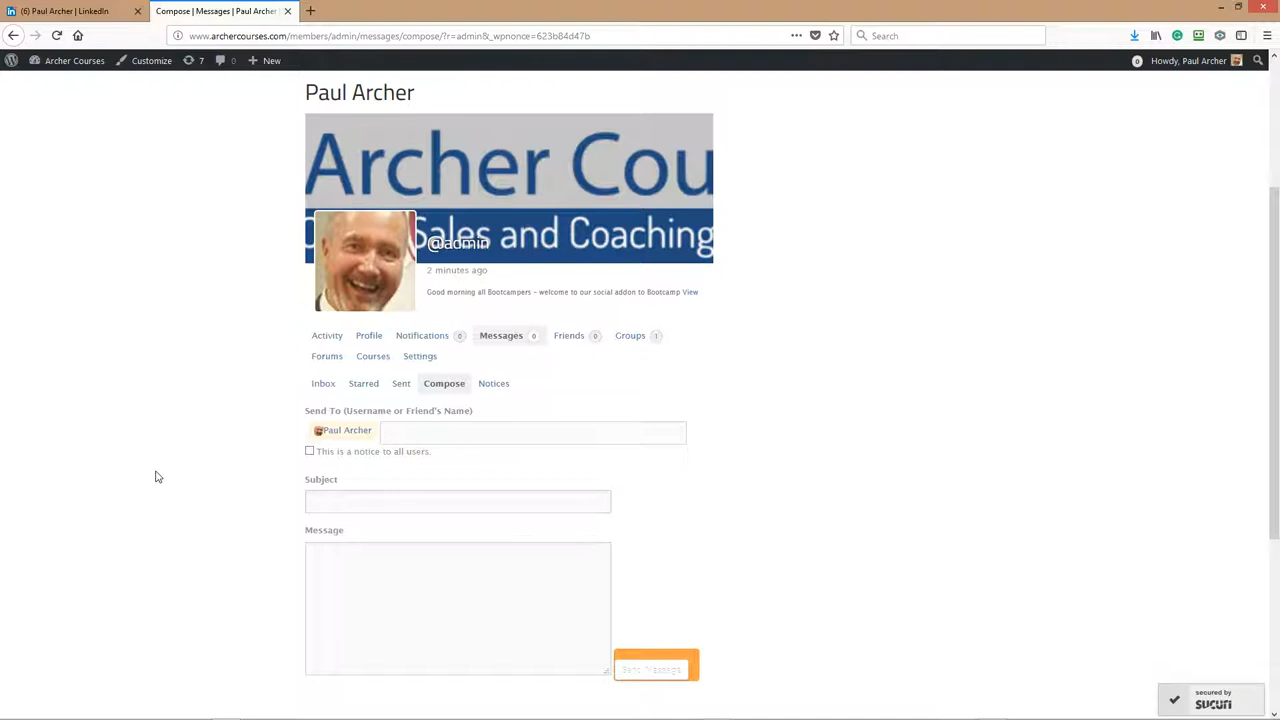 (6) Paul Archer | LinkedIn
Compose | Messages | Paul Archer
www.archercourses.com/members/admin/messages/compose/?r=admin&_wpnonce=623b84d47b
Search
Archer Courses Customize 7 0 New
0 Howdy, Paul Archer
Paul Archer
Archer Cou
Sales and Coaching
@admin
2 minutes ago
Good morning all Bootcampers - welcome to our social addon to Bootcamp View
Activity Profile Notifications 0 Messages 0 Friends 0 Groups 1
Forums Courses Settings
Inbox Starred Sent Compose Notices
Send To (Username or Friend's Name)
Paul Archer
This is a notice to all users.
Subject
Message
Send Message
secured by
sucuri